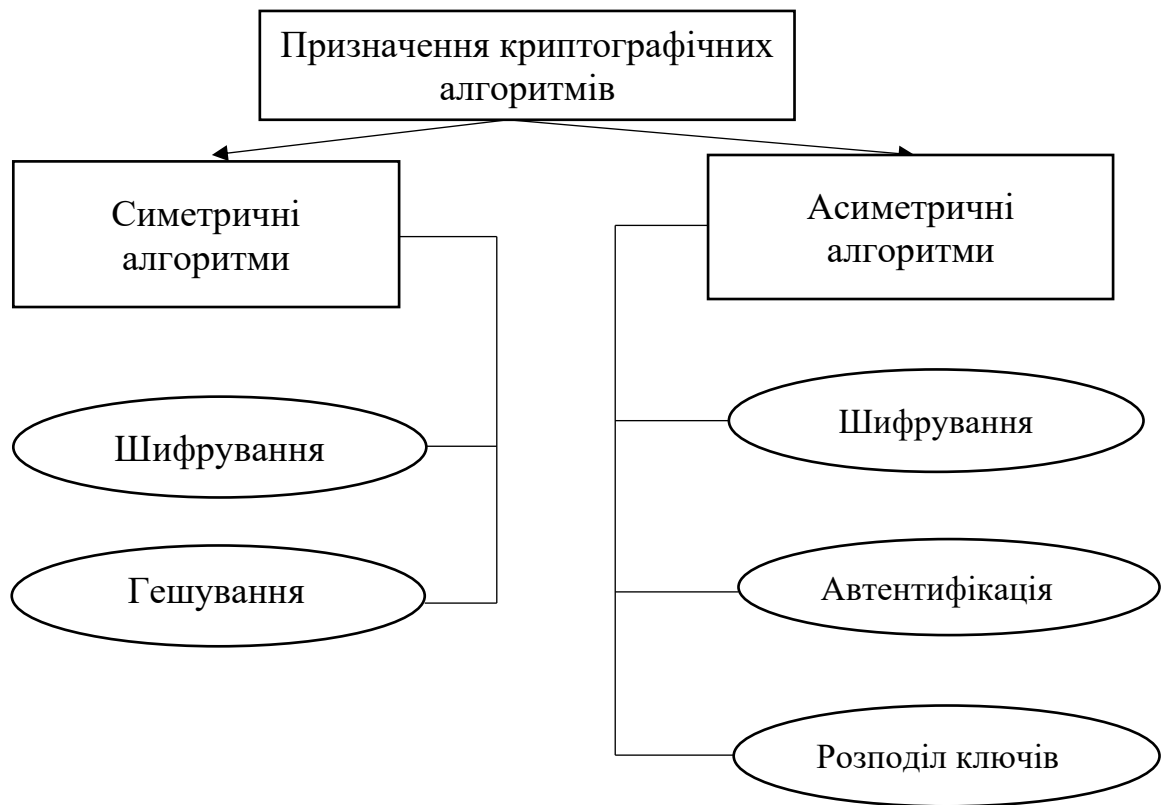 Призначення криптографічних
алгоритмів
Симетричні
алгоритми
Асиметричні
алгоритми
Шифрування
Гешування
Шифрування
Автентифікація
Розподіл ключів